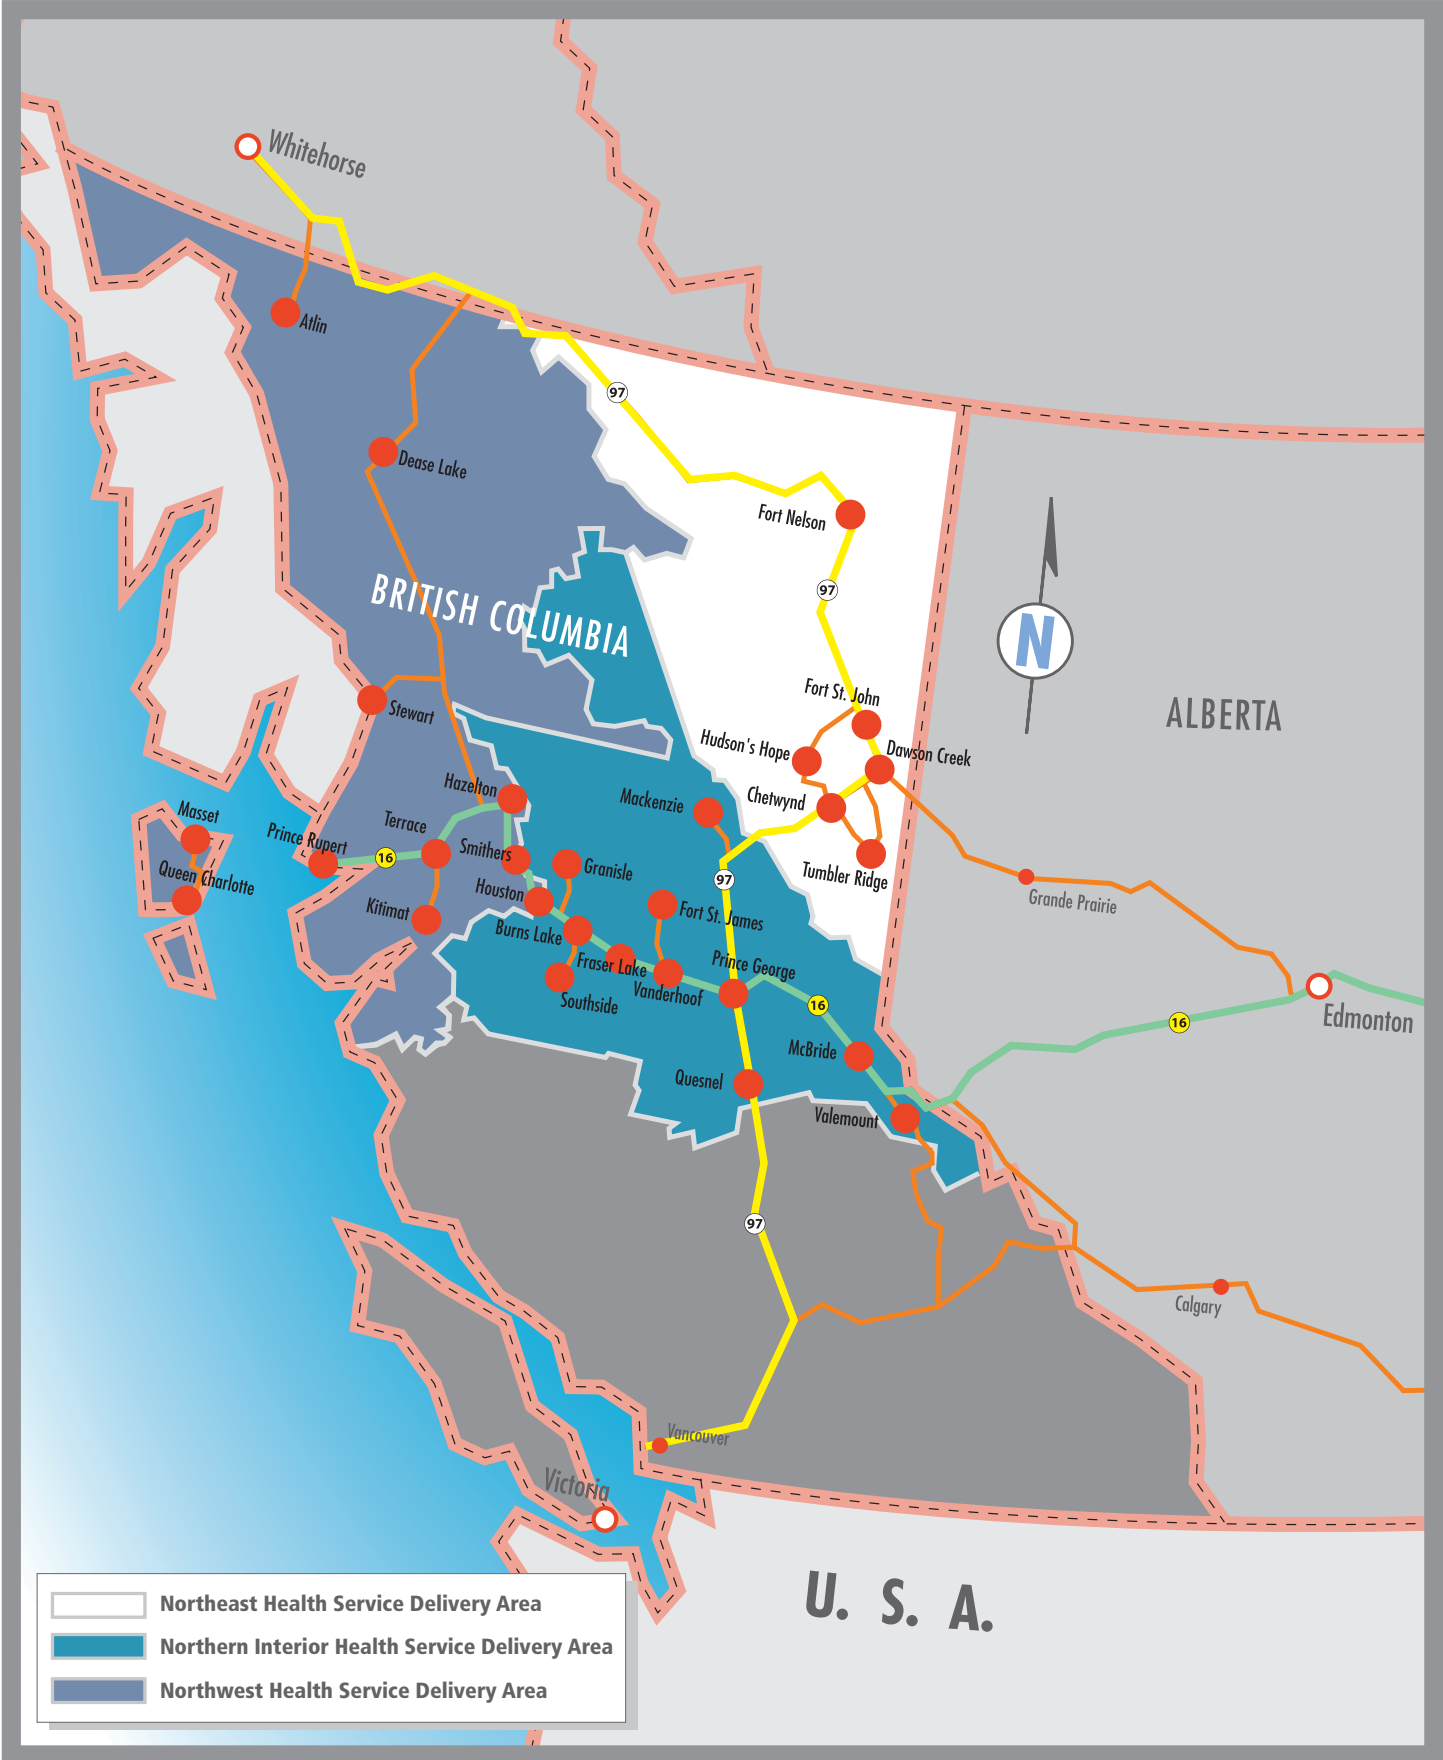 Whitehorse
Atlin
97
Dease Lake
Fort Nelson
97
BRITISH COLUMBIA
N
Fort St. John
ALBERTA
Stewart
Hudson's Hope
Dawson Creek
Hazelton
Mackenzie
Chetwynd
Masset
Terrace
Prince Rupert
16
Smithers
Granisle
Tumbler Ridge
Queen Charlotte
97
Houston
Grande Prairie
Kitimat
Fort St. James
Burns Lake
Fraser Lake
Prince George
Vanderhoof
Southside
16
Edmonton
16
McBride
Quesnel
Valemount
97
Calgary
Vancouver
Victoria
U. S. A.
Northeast Health Service Delivery Area
Northern Interior Health Service Delivery Area
Northwest Health Service Delivery Area